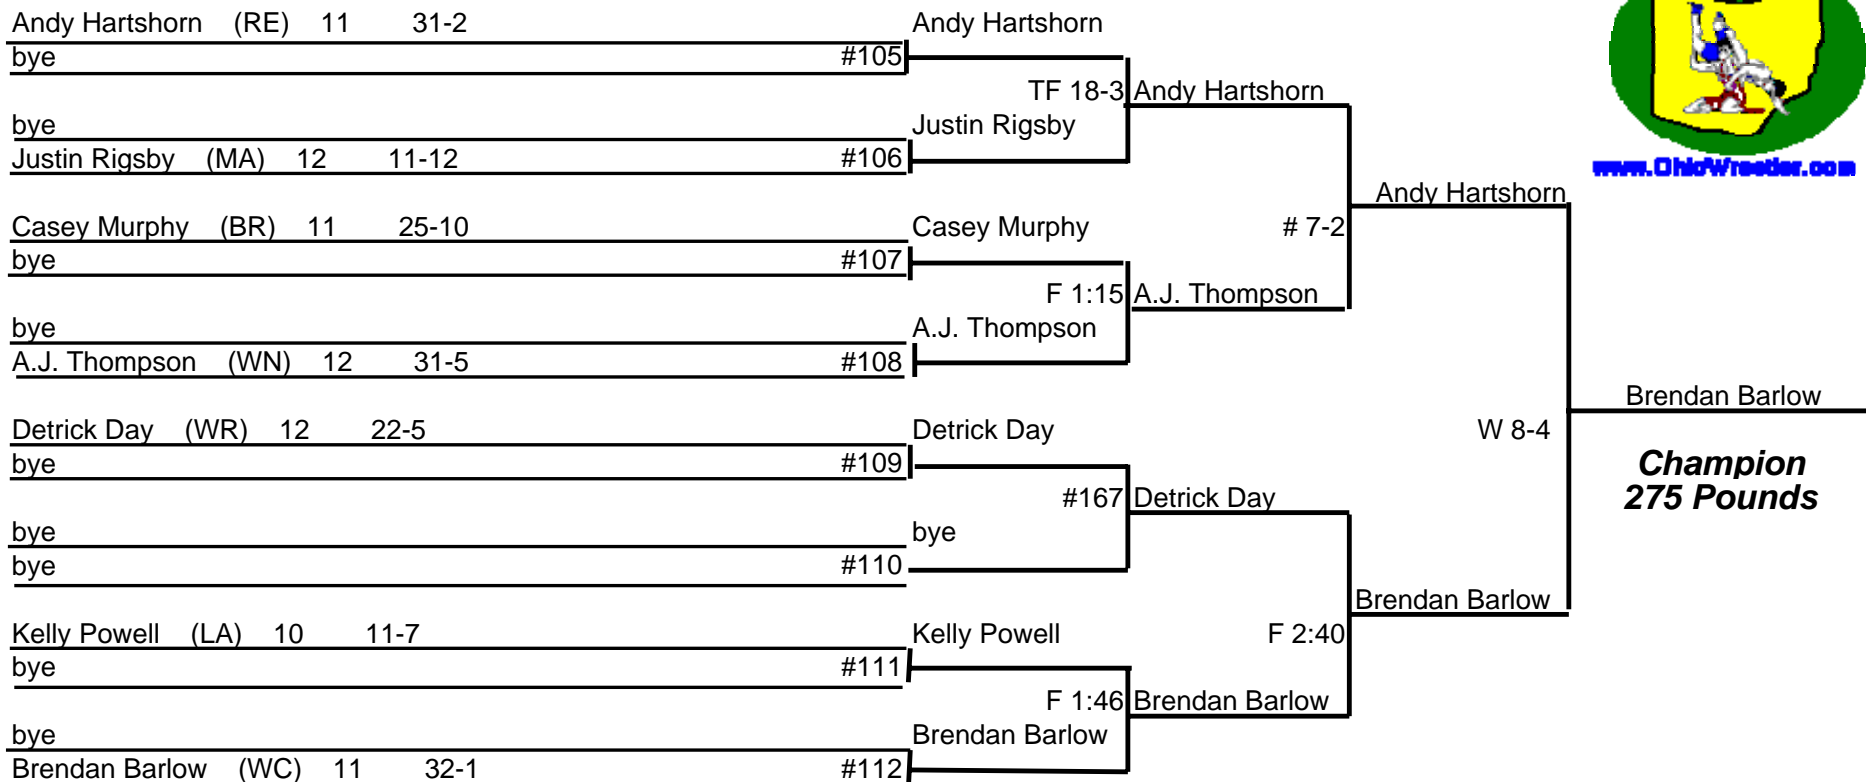 Andy Hartshorn (RE) 11 31-2 Andy Hartshorn
bye #105
TF 18-3 Andy Hartshorn
bye Justin Rigsby
Justin Rigsby (MA) 12 11-12 #106
www.OhioWrestler.com
Andy Hartshorn
Casey Murphy (BR) 11 25-10 Casey Murphy # 7-2
bye #107
F 1:15 A.J. Thompson
bye A.J. Thompson
A.J. Thompson (WN) 12 31-5 #108
Brendan Barlow
Detrick Day (WR) 12 22-5 Detrick Day W 8-4
bye #109 Champion
#167 Detrick Day 275 Pounds
bye bye
bye #110
Brendan Barlow
Kelly Powell (LA) 10 11-7 Kelly Powell F 2:40
bye #111
F 1:46 Brendan Barlow
bye Brendan Barlow
Brendan Barlow (WC) 11 32-1 #112